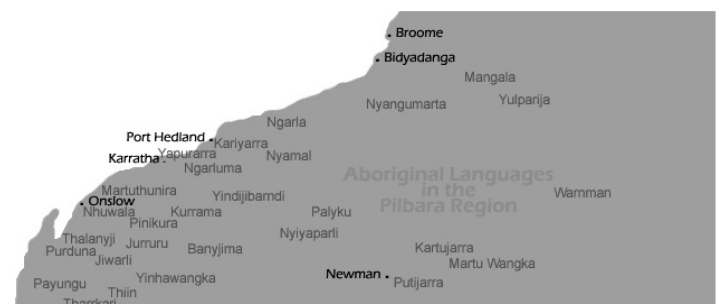 Broome
Bidyadanga
Mangala
Nyangumarta
Yulparija
Ngarla
Port Hedland
Kariyarra
Karratha
Yapurarra
Nyamal
Ngarluma
Aboriginal Languages
in the
Pilbara Region
Martuthunira
Yindijibarndi
Warnman
Onslow
Nhuwala
Kurrama
Palyku
Pinikura
Nyiyaparli
Thalanyji
Jurruru
Banyjima
Kartujarra
Purduna
Jiwarli
Martu Wangka
Newman
Yinhawangka
Putijarra
Payungu
Thiin
Tharrkari